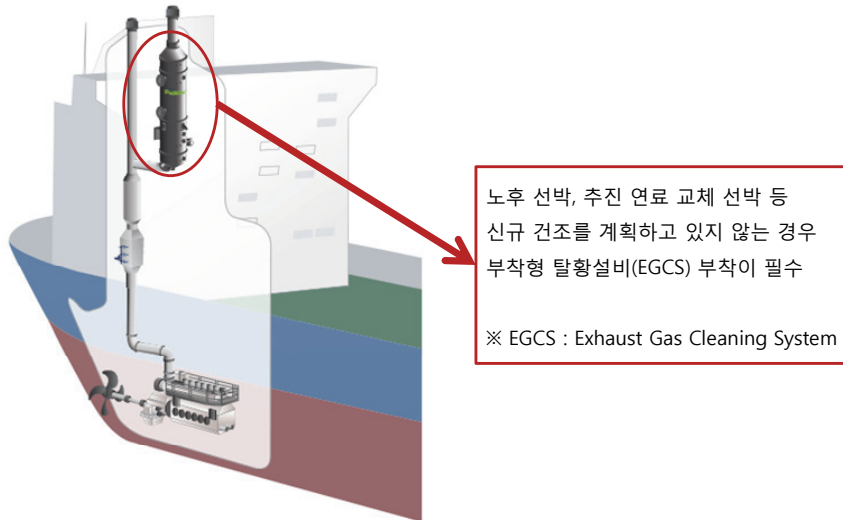 노후 선박, 추진 연료 교체 선박 등
신규 건조를 계획하고 있지 않는 경우
부착형 탈황설비(EGCS) 부착이 필수
※ EGCS : Exhaust Gas Cleaning System